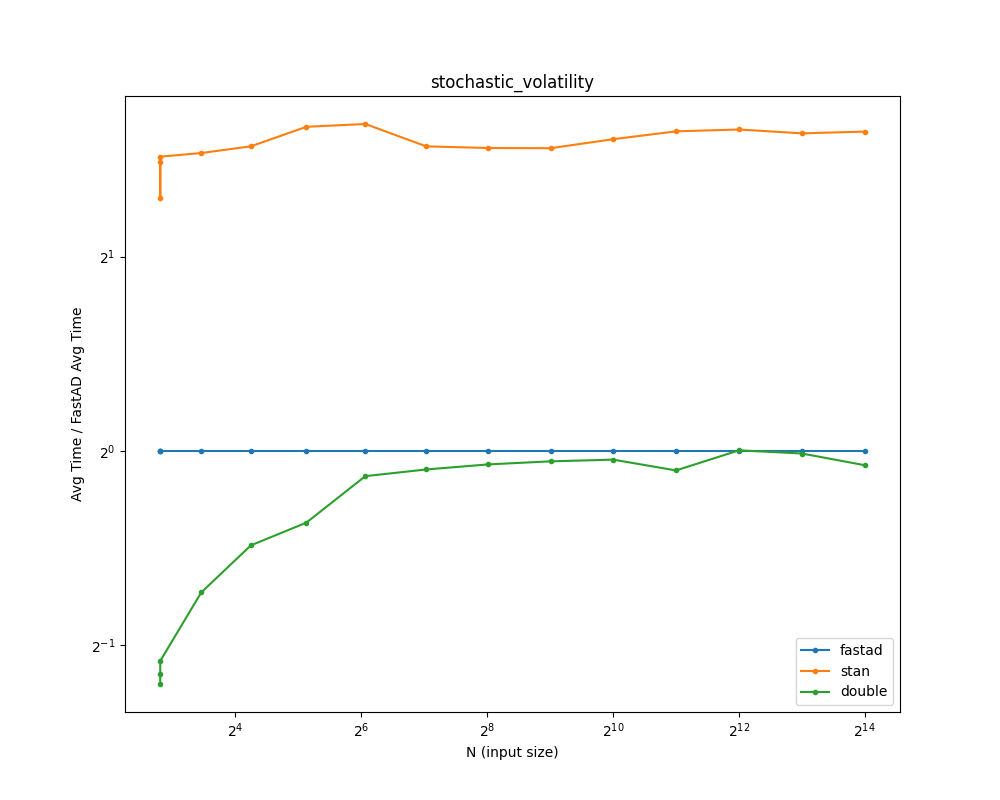 stochastic_volatility
Avg Time / FastAD Avg Time
2^1
2^0
2^-1
2^4 2^6 2^8 2^10 2^12 2^14
N (input size)
fastad
stan
double